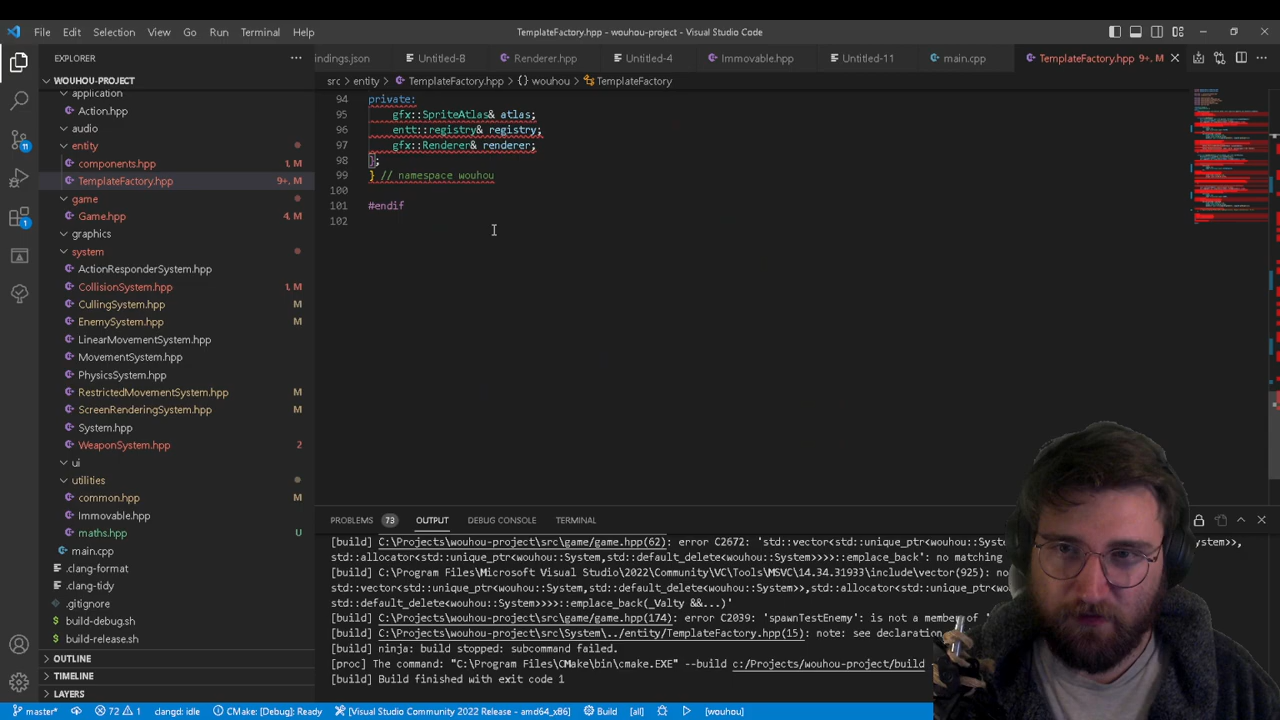 File Edit Selection View Go Run Terminal Help
TemplateFactory.hpp - wouhou-project - Visual Studio Code
EXPLORER
indings.json Untitled-8 Renderer.hpp Untitled-4 Immovable.hpp Untitled-11 main.cpp TemplateFactory.hpp 9+, M
WOUHOU-PROJECT
src > entity > TemplateFactory.hpp > {} wouhou > TemplateFactory
application
Action.hpp
audio
entity
components.hpp 1, M
TemplateFactory.hpp 9+, M
game
Game.hpp 4, M
graphics
system
ActionResponderSystem.hpp
CollisionSystem.hpp 1, M
CullingSystem.hpp M
EnemySystem.hpp M
LinearMovementSystem.hpp
MovementSystem.hpp
PhysicsSystem.hpp
RestrictedMovementSystem.hpp M
ScreenRenderingSystem.hpp M
System.hpp
WeaponSystem.hpp 2
ui
utilities
common.hpp M
Immovable.hpp
maths.hpp U
main.cpp
.clang-format
.clang-tidy
.gitignore
build-debug.sh
build-release.sh
OUTLINE
TIMELINE
LAYERS
11
1
94 private:
95 gfx::SpriteAtlas& atlas;
96 entt::registry& registry;
97 gfx::Renderer& renderer;
98 };
99 } // namespace wouhou
100
101 #endif
102
PROBLEMS 73 OUTPUT DEBUG CONSOLE TERMINAL
[build] C:\Projects\wouhou-project\src\game/game.hpp(62): error C2672: 'std::vector<std::unique_ptr<wouhou::System,std::default_delete<wouhou::Sys
std::allocator<std::unique_ptr<wouhou::System,std::default_delete<wouhou::System>>>>::emplace_back': no matching
[build] C:\Program Files\Microsoft Visual Studio\2022\Community\VC\Tools\MSVC\14.34.31933\include\vector(925): no
std::vector<std::unique_ptr<wouhou::System,std::default_delete<wouhou::System>>,std::allocator<std::unique_ptr<wouhou::System,
std::default_delete<wouhou::System>>>>::emplace_back(_Valty &&...)'
[build] C:\Projects\wouhou-project\src\game/game.hpp(174): error C2039: 'spawnTestEnemy': is not a member of '
[build] C:\Projects\wouhou-project\src\System\../entity/TemplateFactory.hpp(15): note: see declaration
[build] ninja: build stopped: subcommand failed.
[proc] The command: "C:\Program Files\CMake\bin\cmake.EXE" --build c:/Projects/wouhou-project/build
[build] Build finished with exit code 1
master* 72 1 clangd: idle CMake: [Debug]: Ready [Visual Studio Community 2022 Release - amd64_x86] Build [all] [wouhou]